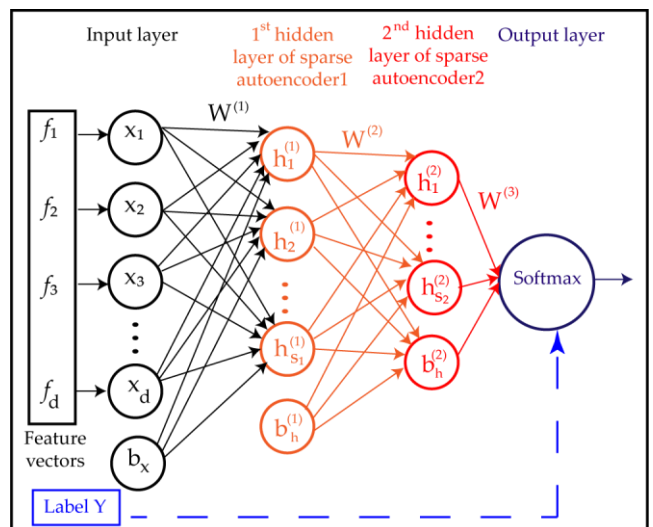 Input layer
1st hidden
layer of sparse
autoencoder1
2nd hidden
layer of sparse
autoencoder2
Output layer
W(1)
W(2)
W(3)
f1
f2
f3
fd
Feature
vectors
x1
x2
x3
xd
bx
h1(1)
h2(1)
hs1(1)
bh(1)
h1(2)
hs2(2)
bh(2)
Softmax
Label Y